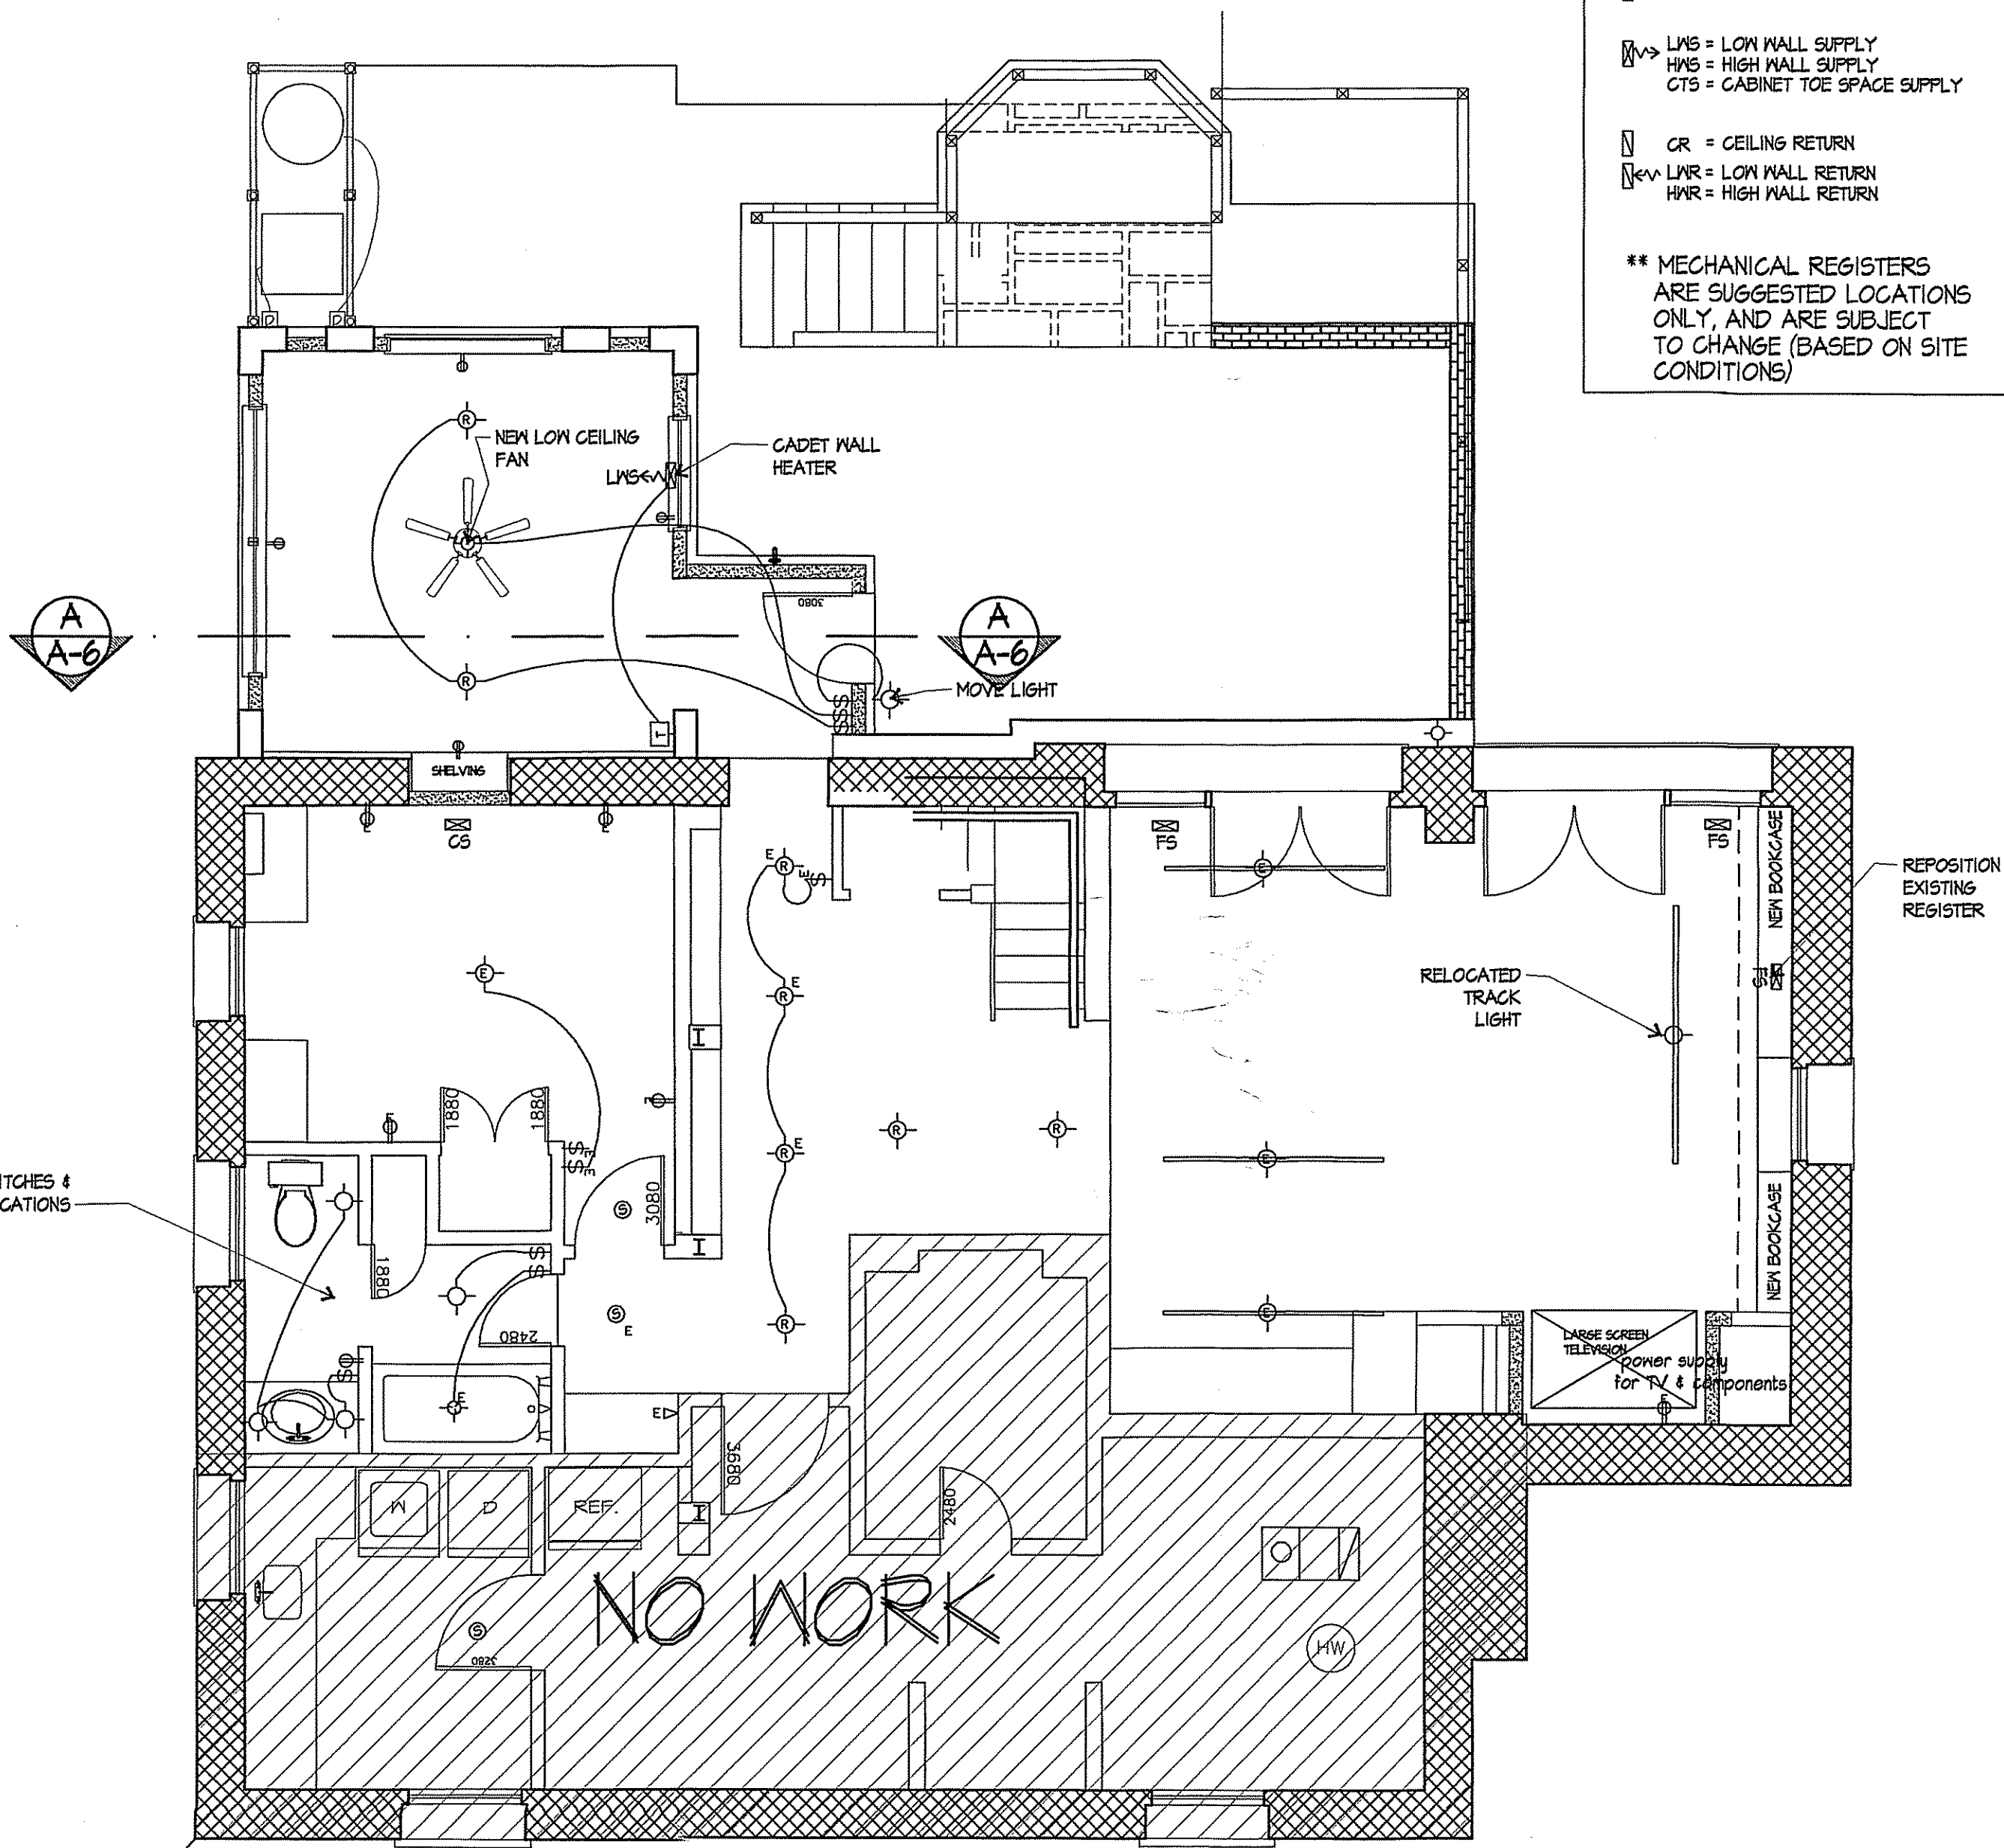 LWS = LOW WALL SUPPLY
HWS = HIGH WALL SUPPLY
CTS = CABINET TOE SPACE SUPPLY
CR = CEILING RETURN
LWR = LOW WALL RETURN
HWR = HIGH WALL RETURN
** MECHANICAL REGISTERS
ARE SUGGESTED LOCATIONS
ONLY, AND ARE SUBJECT
TO CHANGE (BASED ON SITE
CONDITIONS)
D
D
R
NEW LOW CEILING
FAN
LWS
CADET WALL
HEATER
3080
A
A-6
A
A-6
R
MOVE LIGHT
SSS
T
SHELVING
E
CS
E
E
R
E
S
FS
E
FS
NEW BOOKCASE
REPOSITION
EXISTING
REGISTER
E
R
E
FS
RELOCATED
TRACK
LIGHT
I
1880
1880
E
E
R
E
R
R
E
S E
S E
ITCHES &
CATIONS
S
3080
I
1880
S
S
2480
S
E
R
E
NEW BOOKCASE
LARGE SCREEN
TELEVISION
power supply
for TV & components
E
S
E
E
3680
W
D
REF.
I
2480
NO WORK
S
3280
HW